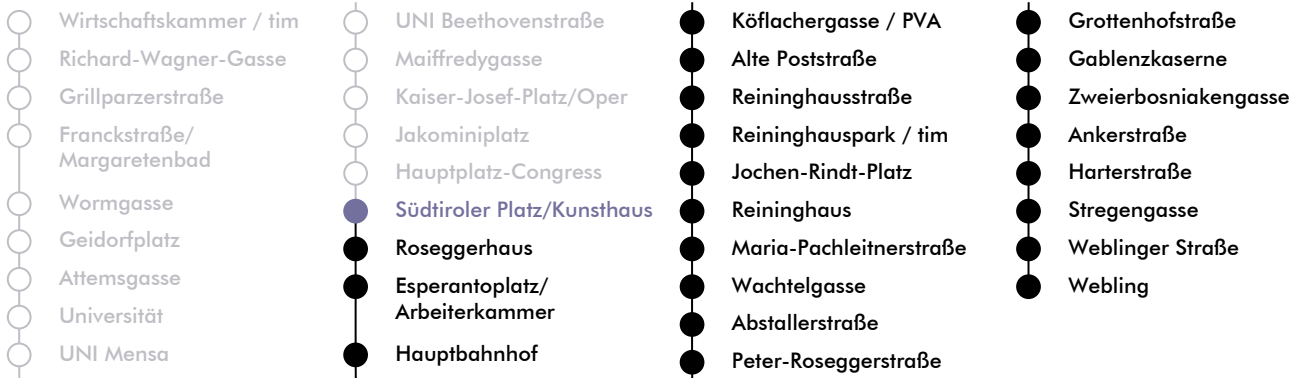 Wirtschaftskammer / tim
Richard-Wagner-Gasse
Grillparzerstraße
Franckstraße/
Margaretenbad
Wormgasse
Geidorfplatz
Attemsgasse
Universität
UNI Mensa
UNI Beethovenstraße
Maiffredygasse
Kaiser-Josef-Platz/Oper
Jakominiplatz
Hauptplatz-Congress
Südtiroler Platz/Kunsthaus
Roseggerhaus
Esperantoplatz/
Arbeiterkammer
Hauptbahnhof
Köflachergasse / PVA
Alte Poststraße
Reininghausstraße
Reininghauspark / tim
Jochen-Rindt-Platz
Reininghaus
Maria-Pachleitnerstraße
Wachtelgasse
Abstallerstraße
Peter-Roseggerstraße
Grottenhofstraße
Gablenzkaserne
Zweierbosniakengasse
Ankerstraße
Harterstraße
Stregengasse
Weblinger Straße
Webling